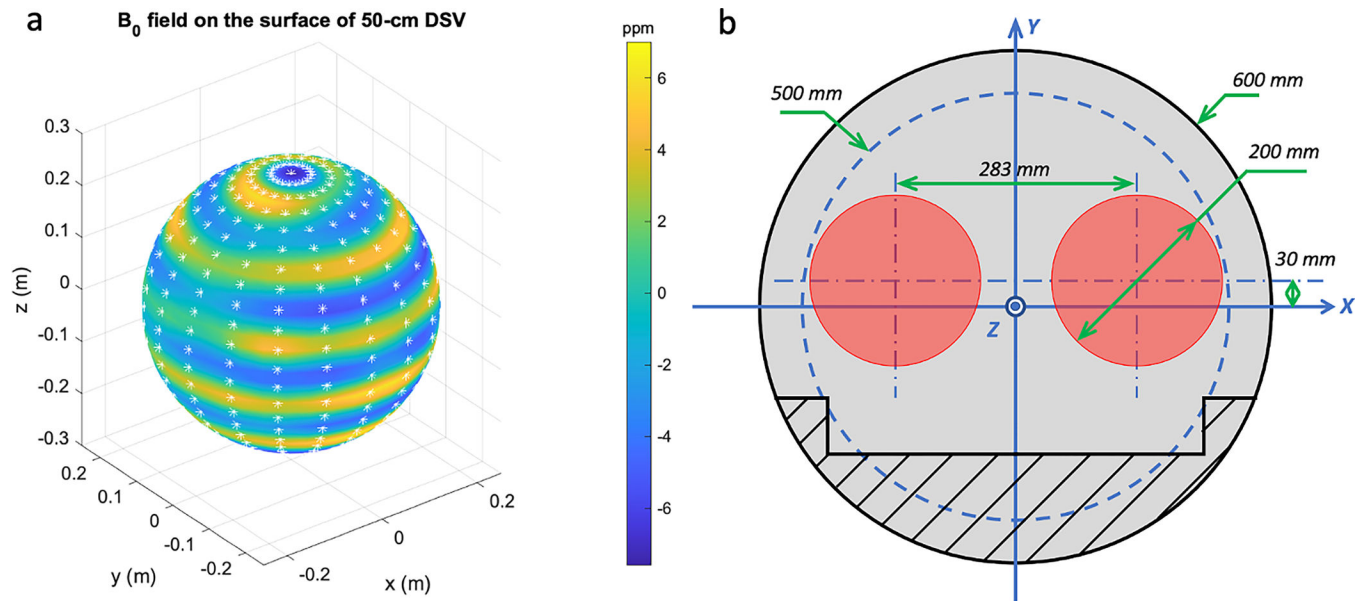 a
B₀ field on the surface of 50-cm DSV
ppm
0.3
0.2
0.1
0
-0.1
-0.2
-0.3
z (m)
0.2
0.1
0
-0.1
-0.2
y (m)
-0.2
0
0.2
x (m)
6
4
2
0
-2
-4
-6
b
Y
500 mm
600 mm
200 mm
283 mm
30 mm
X
Z